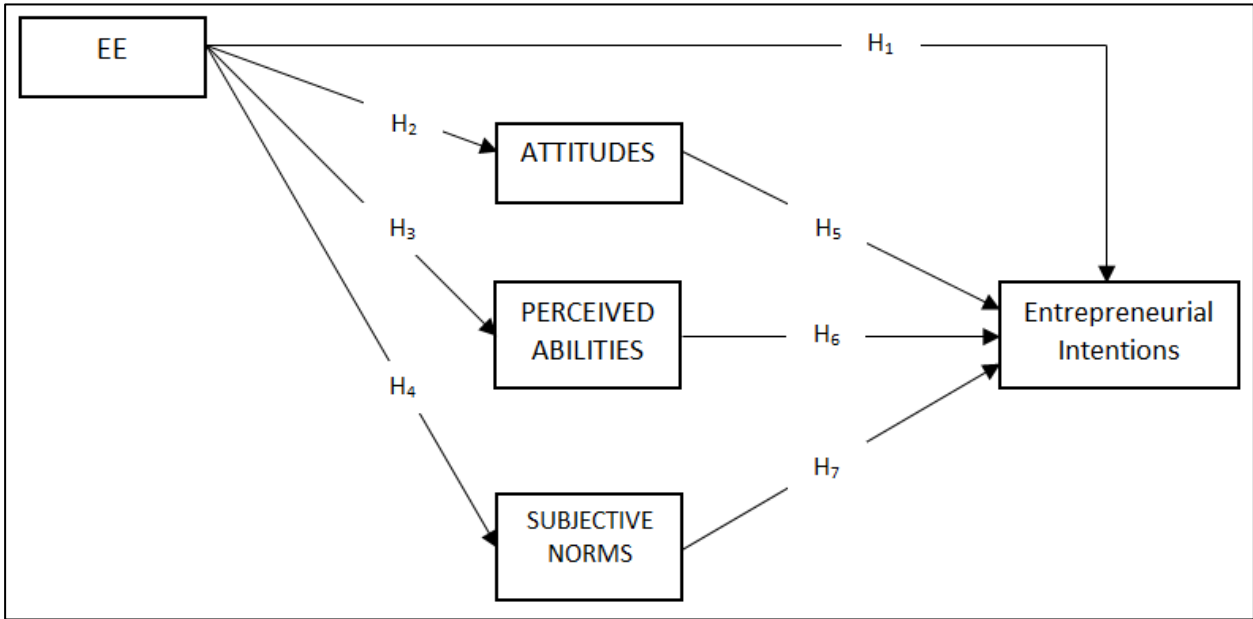 EE
H₁
H₂
ATTITUDES
H₃
H₅
PERCEIVED
ABILITIES
H₆
Entrepreneurial
Intentions
H₄
H₇
SUBJECTIVE
NORMS